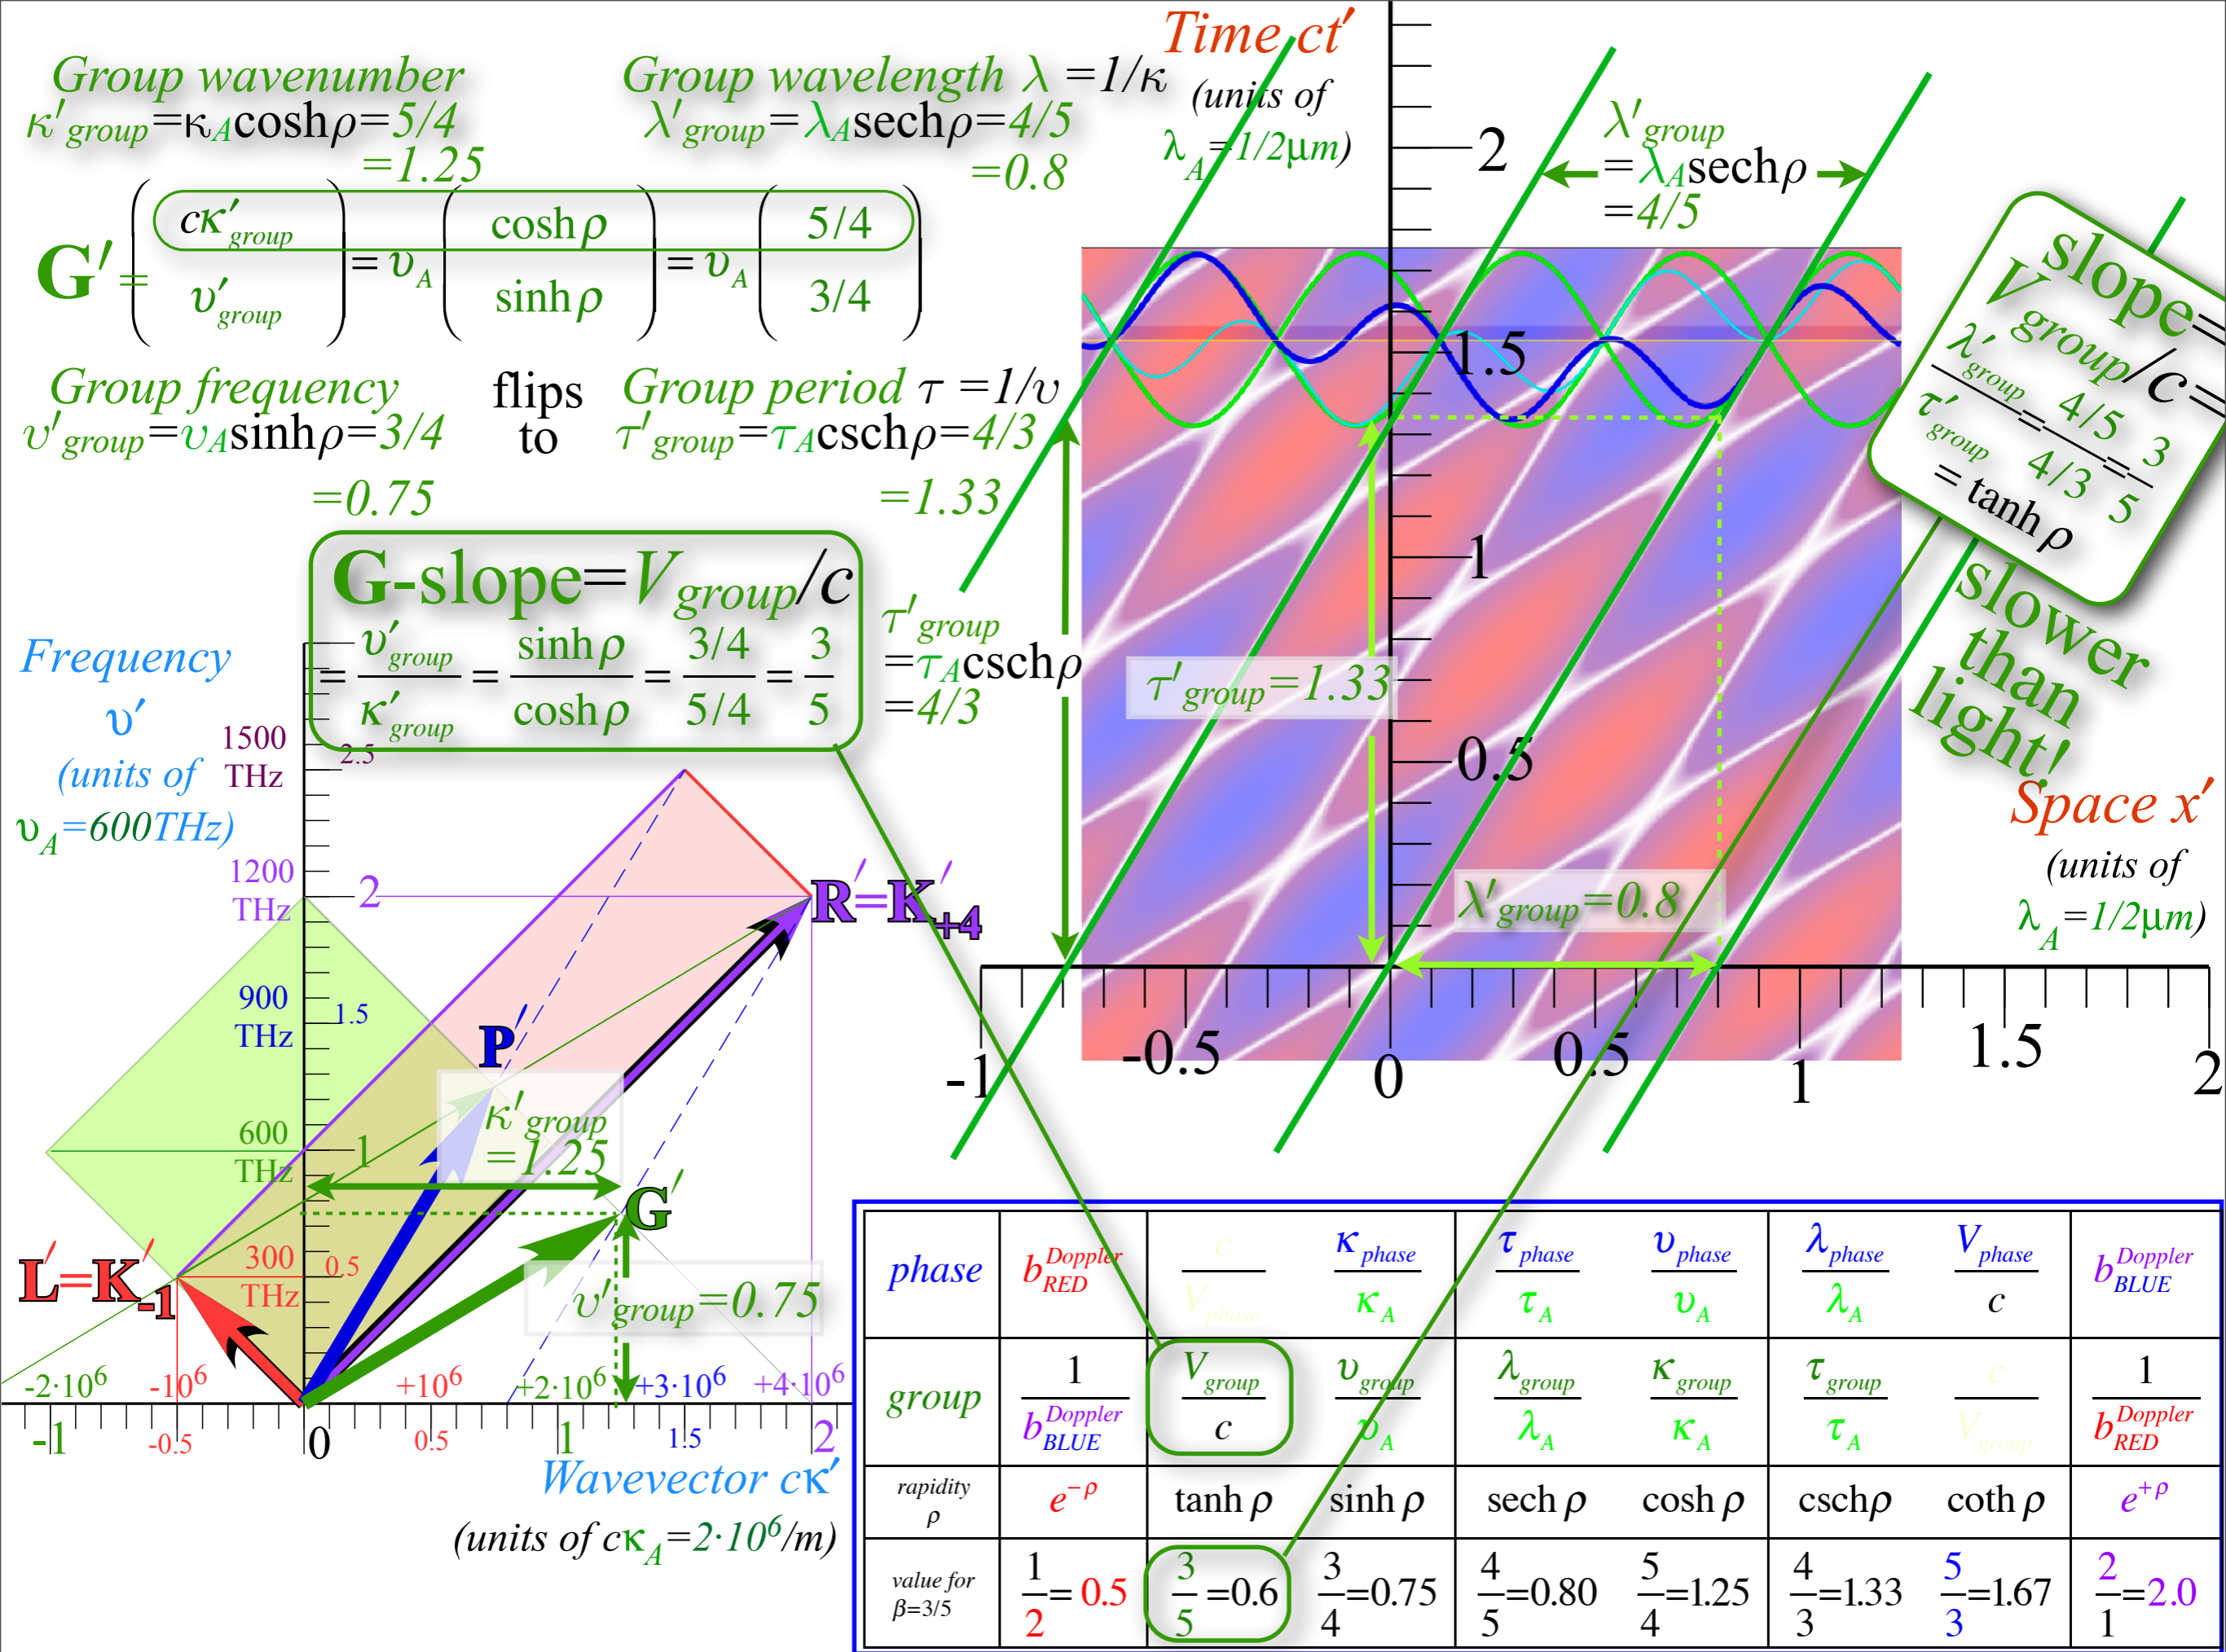 Group wavenumber
κ′group=κAcoshρ=5/4
=1.25
Group wavelength λ =1/κ
λ′group=λAsechρ=4/5
=0.8
G′=(cκ′group υ′group)=υA(coshρ sinhρ)=υA(5/4 3/4)
Group frequency
υ′group=υAsinhρ=3/4
=0.75
flips
to
Group period τ =1/υ
τ′group=τAcschρ=4/3
=1.33
G-slope=Vgroup/c
=υ′group/κ′group=sinhρ/coshρ=(3/4)/(5/4)=3/5
τ′group
=τAcschρ
=4/3
Time ct′
(units of
λA=1/2μm)
λ′group
=λAsechρ
=4/5
2
1.5
1
0.5
τ′group=1.33
λ′group=0.8
slope=
Vgroup/c=
λ′group/τ′group=(4/5)/(4/3)=3/5
=tanhρ
slower
than
light!
Space x′
(units of
λA=1/2μm)
-1 -0.5 0 0.5 1 1.5 2
Frequency
υ′
(units of
υA=600THz)
1500
THz
2.5
1200
THz
2
900
THz
1.5
600
THz
1
300
THz
0.5
R′=K′+4
P′
κ′group
=1.25
G′
υ′group=0.75
L′=K′-1
-2·10⁶ -10⁶ +10⁶ +2·10⁶ +3·10⁶ +4·10⁶
-1 -0.5 0 0.5 1 1.5 2
Wavevector cκ′
(units of cκA=2·10⁶/m)
phase b^Doppler_RED c/Vphase κphase/κA τphase/τA υphase/υA λphase/λA Vphase/c b^Doppler_BLUE
group 1/b^Doppler_BLUE Vgroup/c υgroup/υA λgroup/λA κgroup/κA τgroup/τA c/Vgroup 1/b^Doppler_RED
rapidity
ρ
e^−ρ tanhρ sinhρ sechρ coshρ cschρ cothρ e^+ρ
value for
β=3/5
1/2=0.5 3/5=0.6 3/4=0.75 4/5=0.80 5/4=1.25 4/3=1.33 5/3=1.67 2/1=2.0